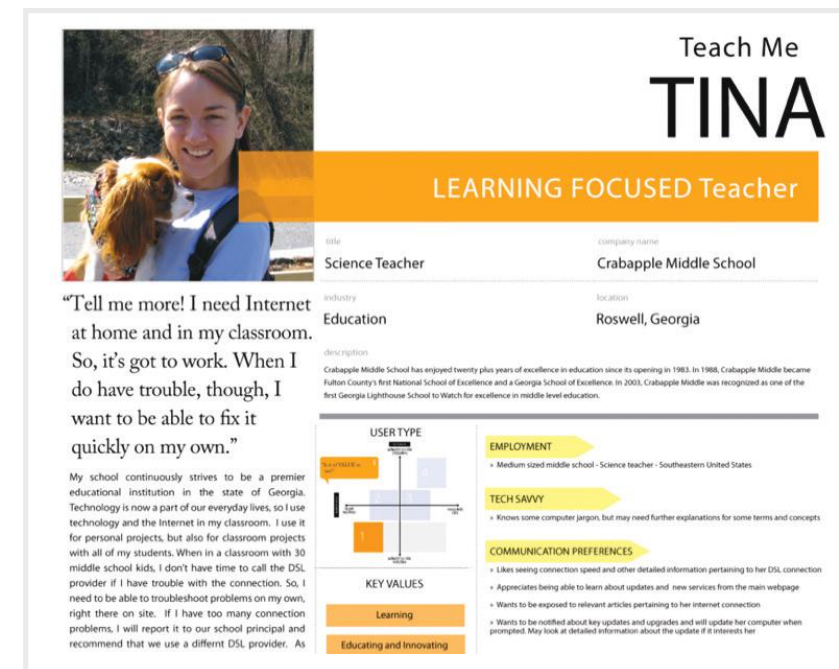 Teach Me
TINA
LEARNING FOCUSED Teacher
title
Science Teacher
company name
Crabapple Middle School
industry
Education
location
Roswell, Georgia
description
Crabapple Middle School has enjoyed twenty plus years of excellence in education since its opening in 1983. In 1988, Crabapple Middle became
Fulton County's first National School of Excellence and a Georgia School of Excellence. In 2003, Crabapple Middle was recognized as one of the
first Georgia Lighthouse School to Watch for excellence in middle level education.
“Tell me more! I need Internet
at home and in my classroom.
So, it's got to work. When I
do have trouble, though, I
want to be able to fix it
quickly on my own.”
My school continuously strives to be a premier
educational institution in the state of Georgia.
Technology is now a part of our everyday lives, so I use
technology and the Internet in my classroom. I use it
for personal projects, but also for classroom projects
with all of my students. When in a classroom with 30
middle school kids, I don't have time to call the DSL
provider if I have trouble with the connection. So, I
need to be able to troubleshoot problems on my own,
right there on site. If I have too many connection
problems, I will report it to our school principal and
recommend that we use a differnt DSL provider. As
USER TYPE
KEY VALUES
Learning
Educating and Innovating
EMPLOYMENT
» Medium sized middle school - Science teacher - Southeastern United States
TECH SAVVY
» Knows some computer jargon, but may need further explanations for some terms and concepts
COMMUNICATION PREFERENCES
» Likes seeing connection speed and other detailed information pertaining to her DSL connection
» Appreciates being able to learn about updates and new services from the main webpage
» Wants to be exposed to relevant articles pertaining to her internet connection
» Wants to be notified about key updates and upgrades and will update her computer when
prompted. May look at detailed information about the update if it interests her